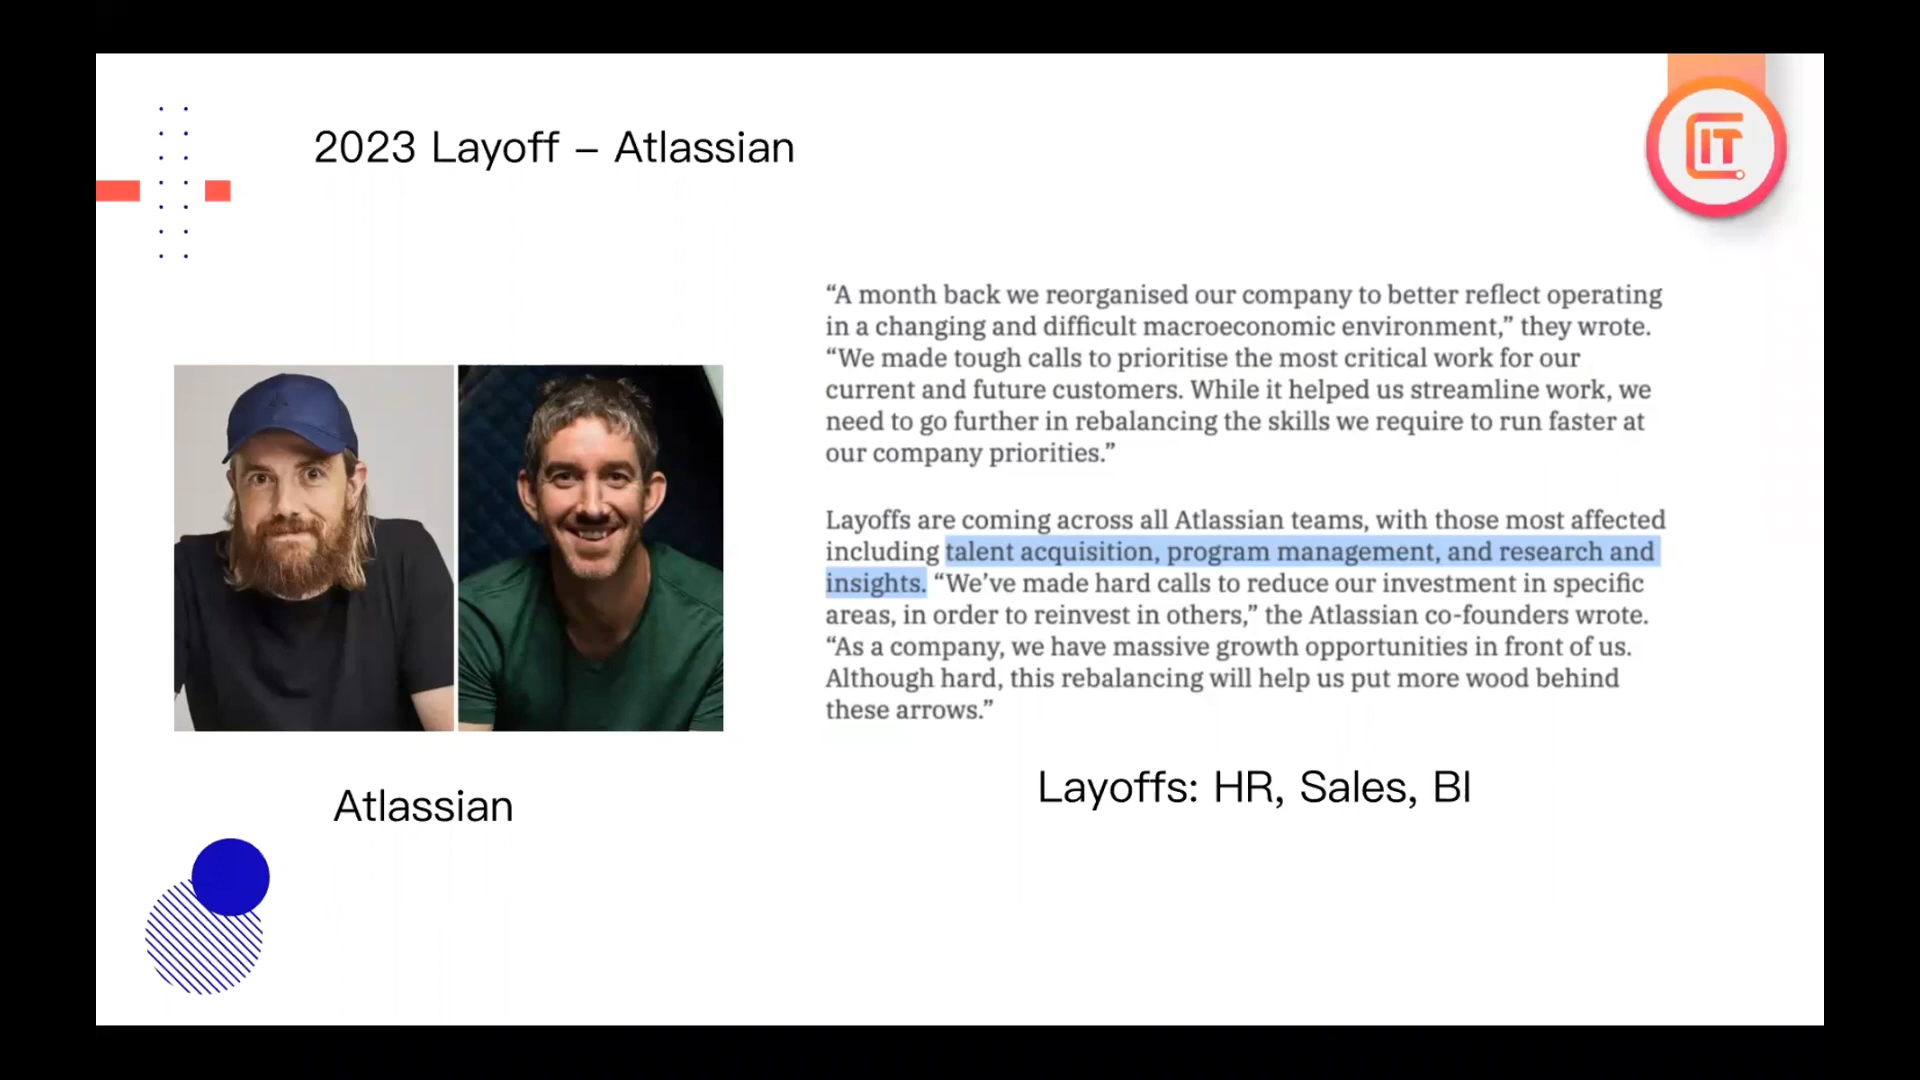 2023 Layoff – Atlassian
IT
“A month back we reorganised our company to better reflect operating
in a changing and difficult macroeconomic environment,” they wrote.
“We made tough calls to prioritise the most critical work for our
current and future customers. While it helped us streamline work, we
need to go further in rebalancing the skills we require to run faster at
our company priorities.”
Layoffs are coming across all Atlassian teams, with those most affected
including talent acquisition, program management, and research and
insights. “We’ve made hard calls to reduce our investment in specific
areas, in order to reinvest in others,” the Atlassian co-founders wrote.
“As a company, we have massive growth opportunities in front of us.
Although hard, this rebalancing will help us put more wood behind
these arrows.”
Atlassian
Layoffs: HR, Sales, BI